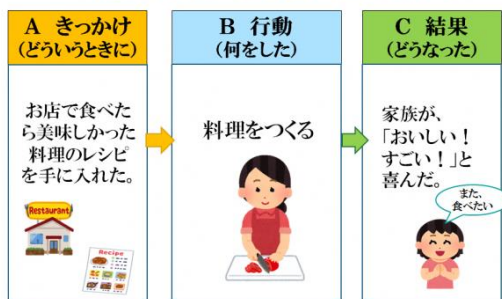 A きっかけ
(どういうときに)
お店で食べた
ら美味しかった
料理のレシピ
を手に入れた。
Restaurant
Recipe
B 行動
(何をした)
料理をつくる
C 結果
(どうなった)
家族が、
「おいしい!
すごい!」と
喜んだ。
また、
食べたい